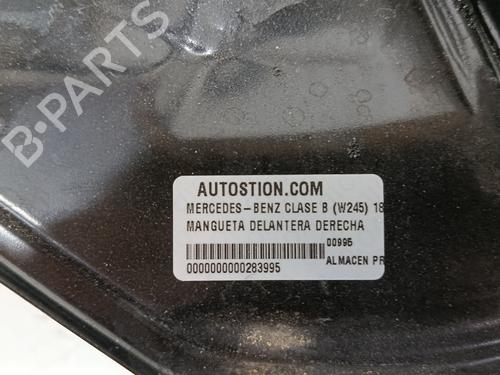 B-PARTS
AUTOSTION.COM
MERCEDES-BENZ CLASE B (W245) 18
MANGUETA DELANTERA DERECHA
00995
0000000000283995
ALMACEN PR